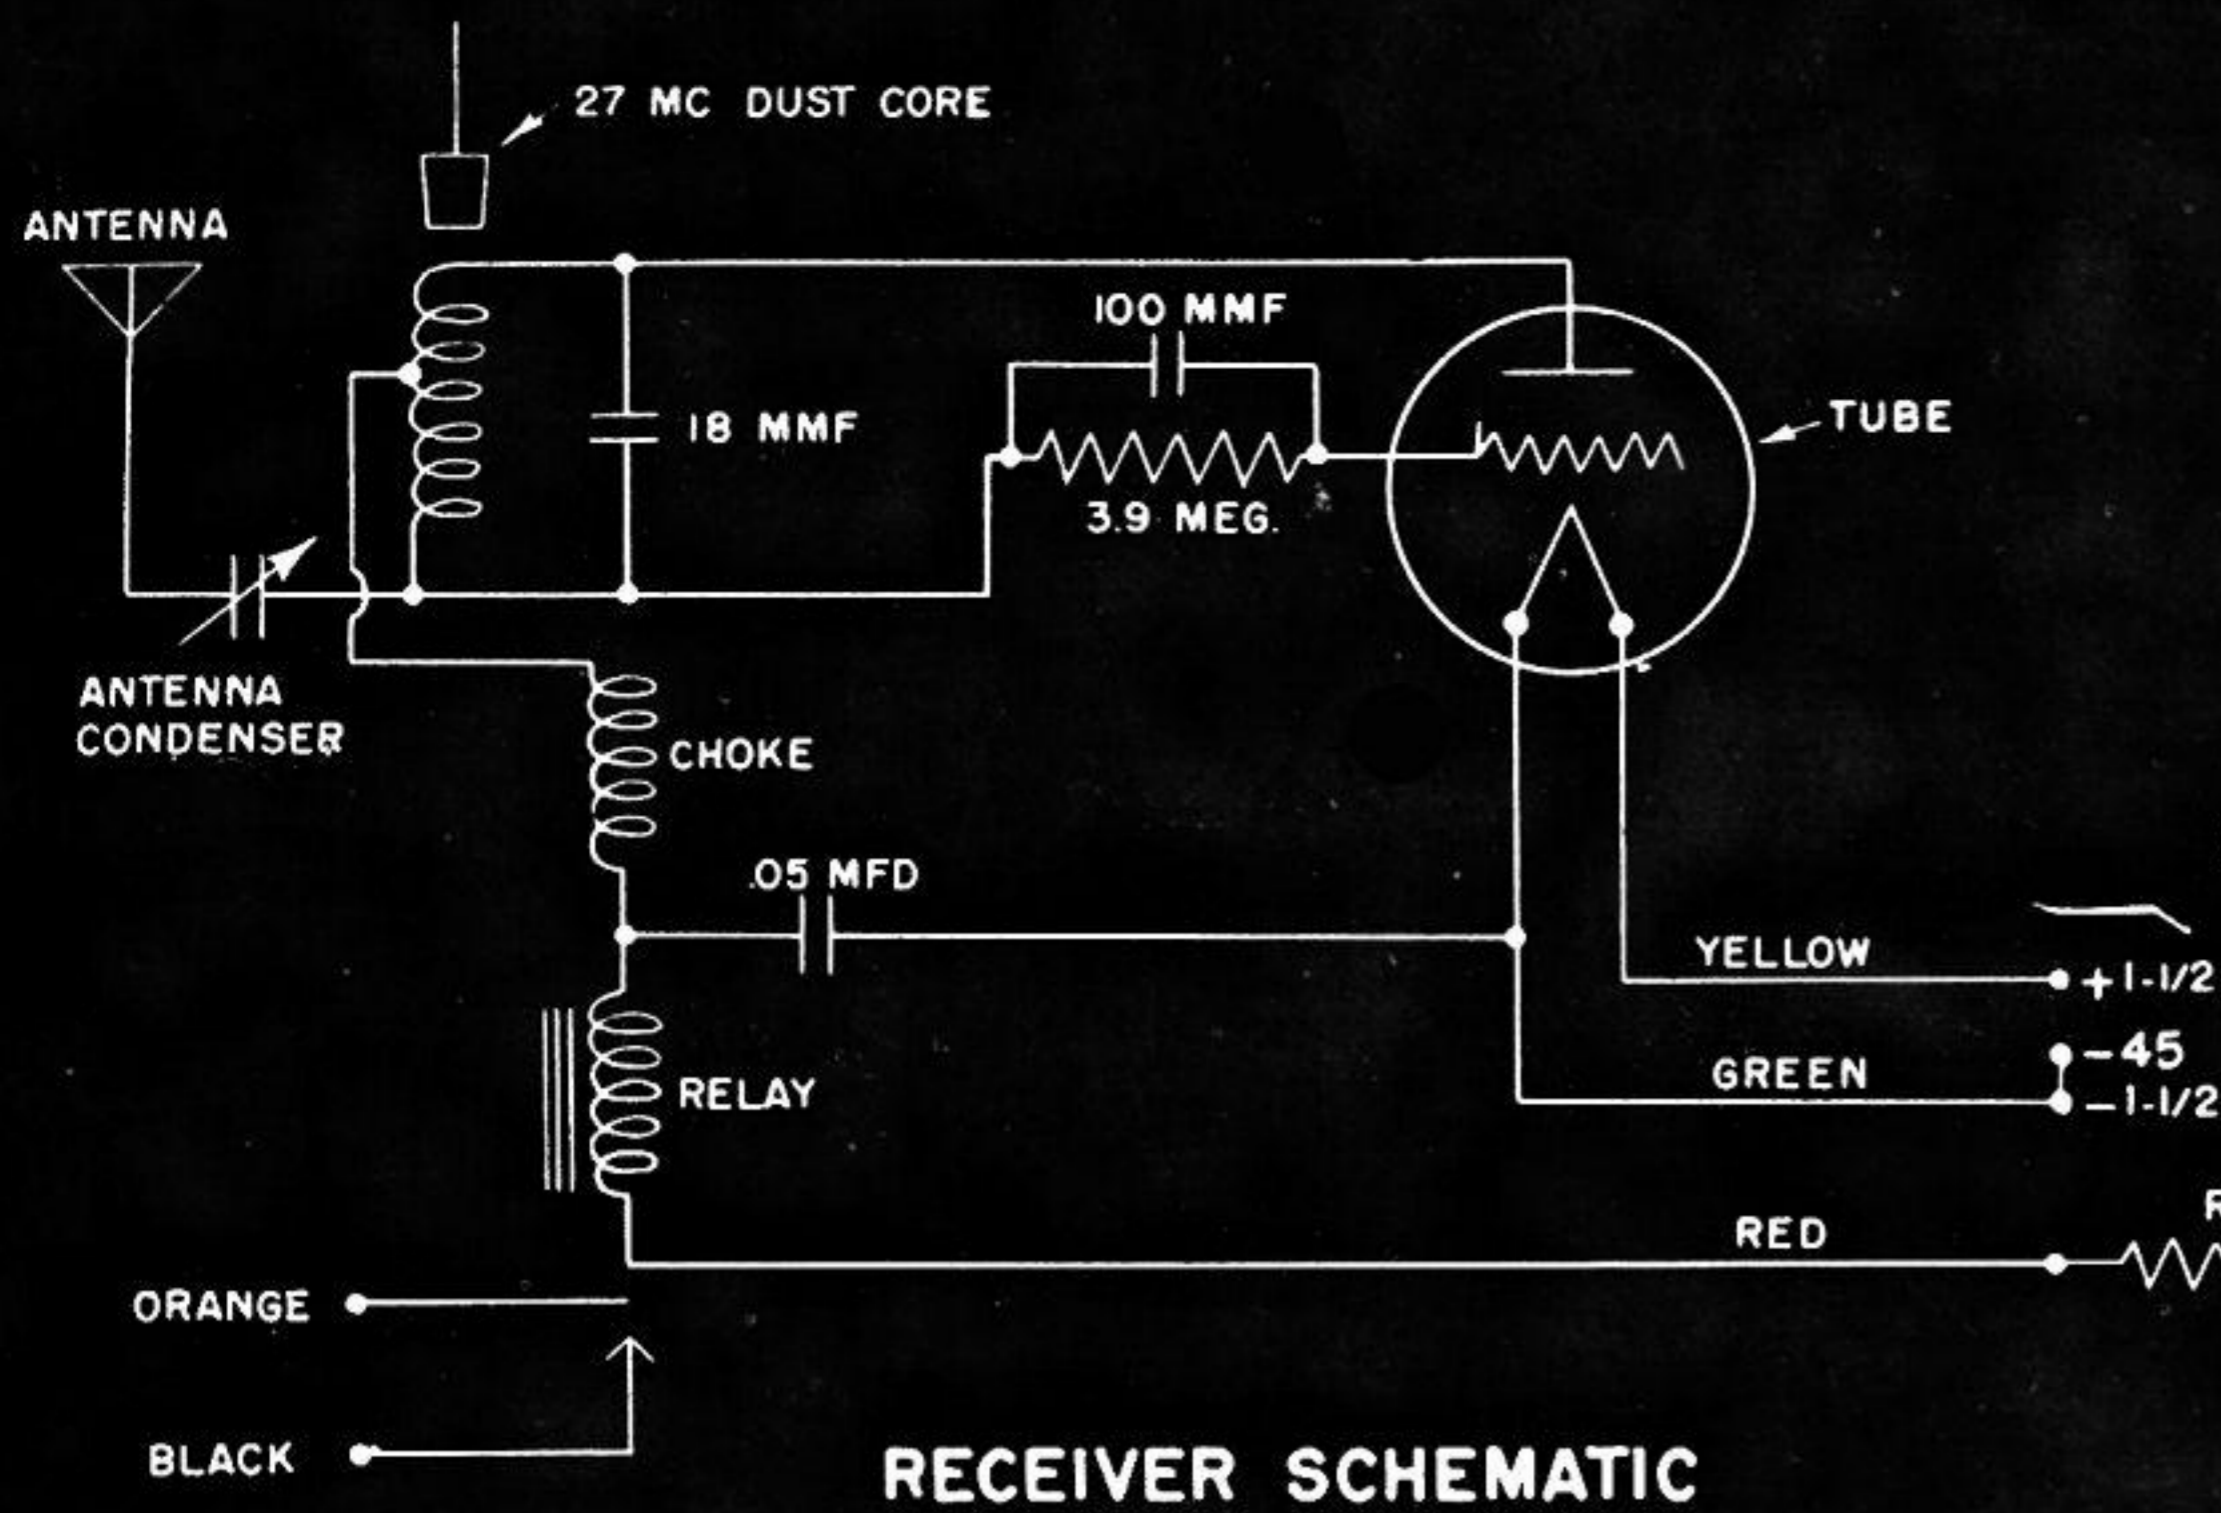 27 MC DUST CORE
ANTENNA
100 MMF
TUBE
18 MMF
3.9 MEG.
ANTENNA
CONDENSER
CHOKE
.05 MFD
YELLOW
+1-1/2
-45
GREEN
-1-1/2
RELAY
RED
R
ORANGE
BLACK
RECEIVER SCHEMATIC